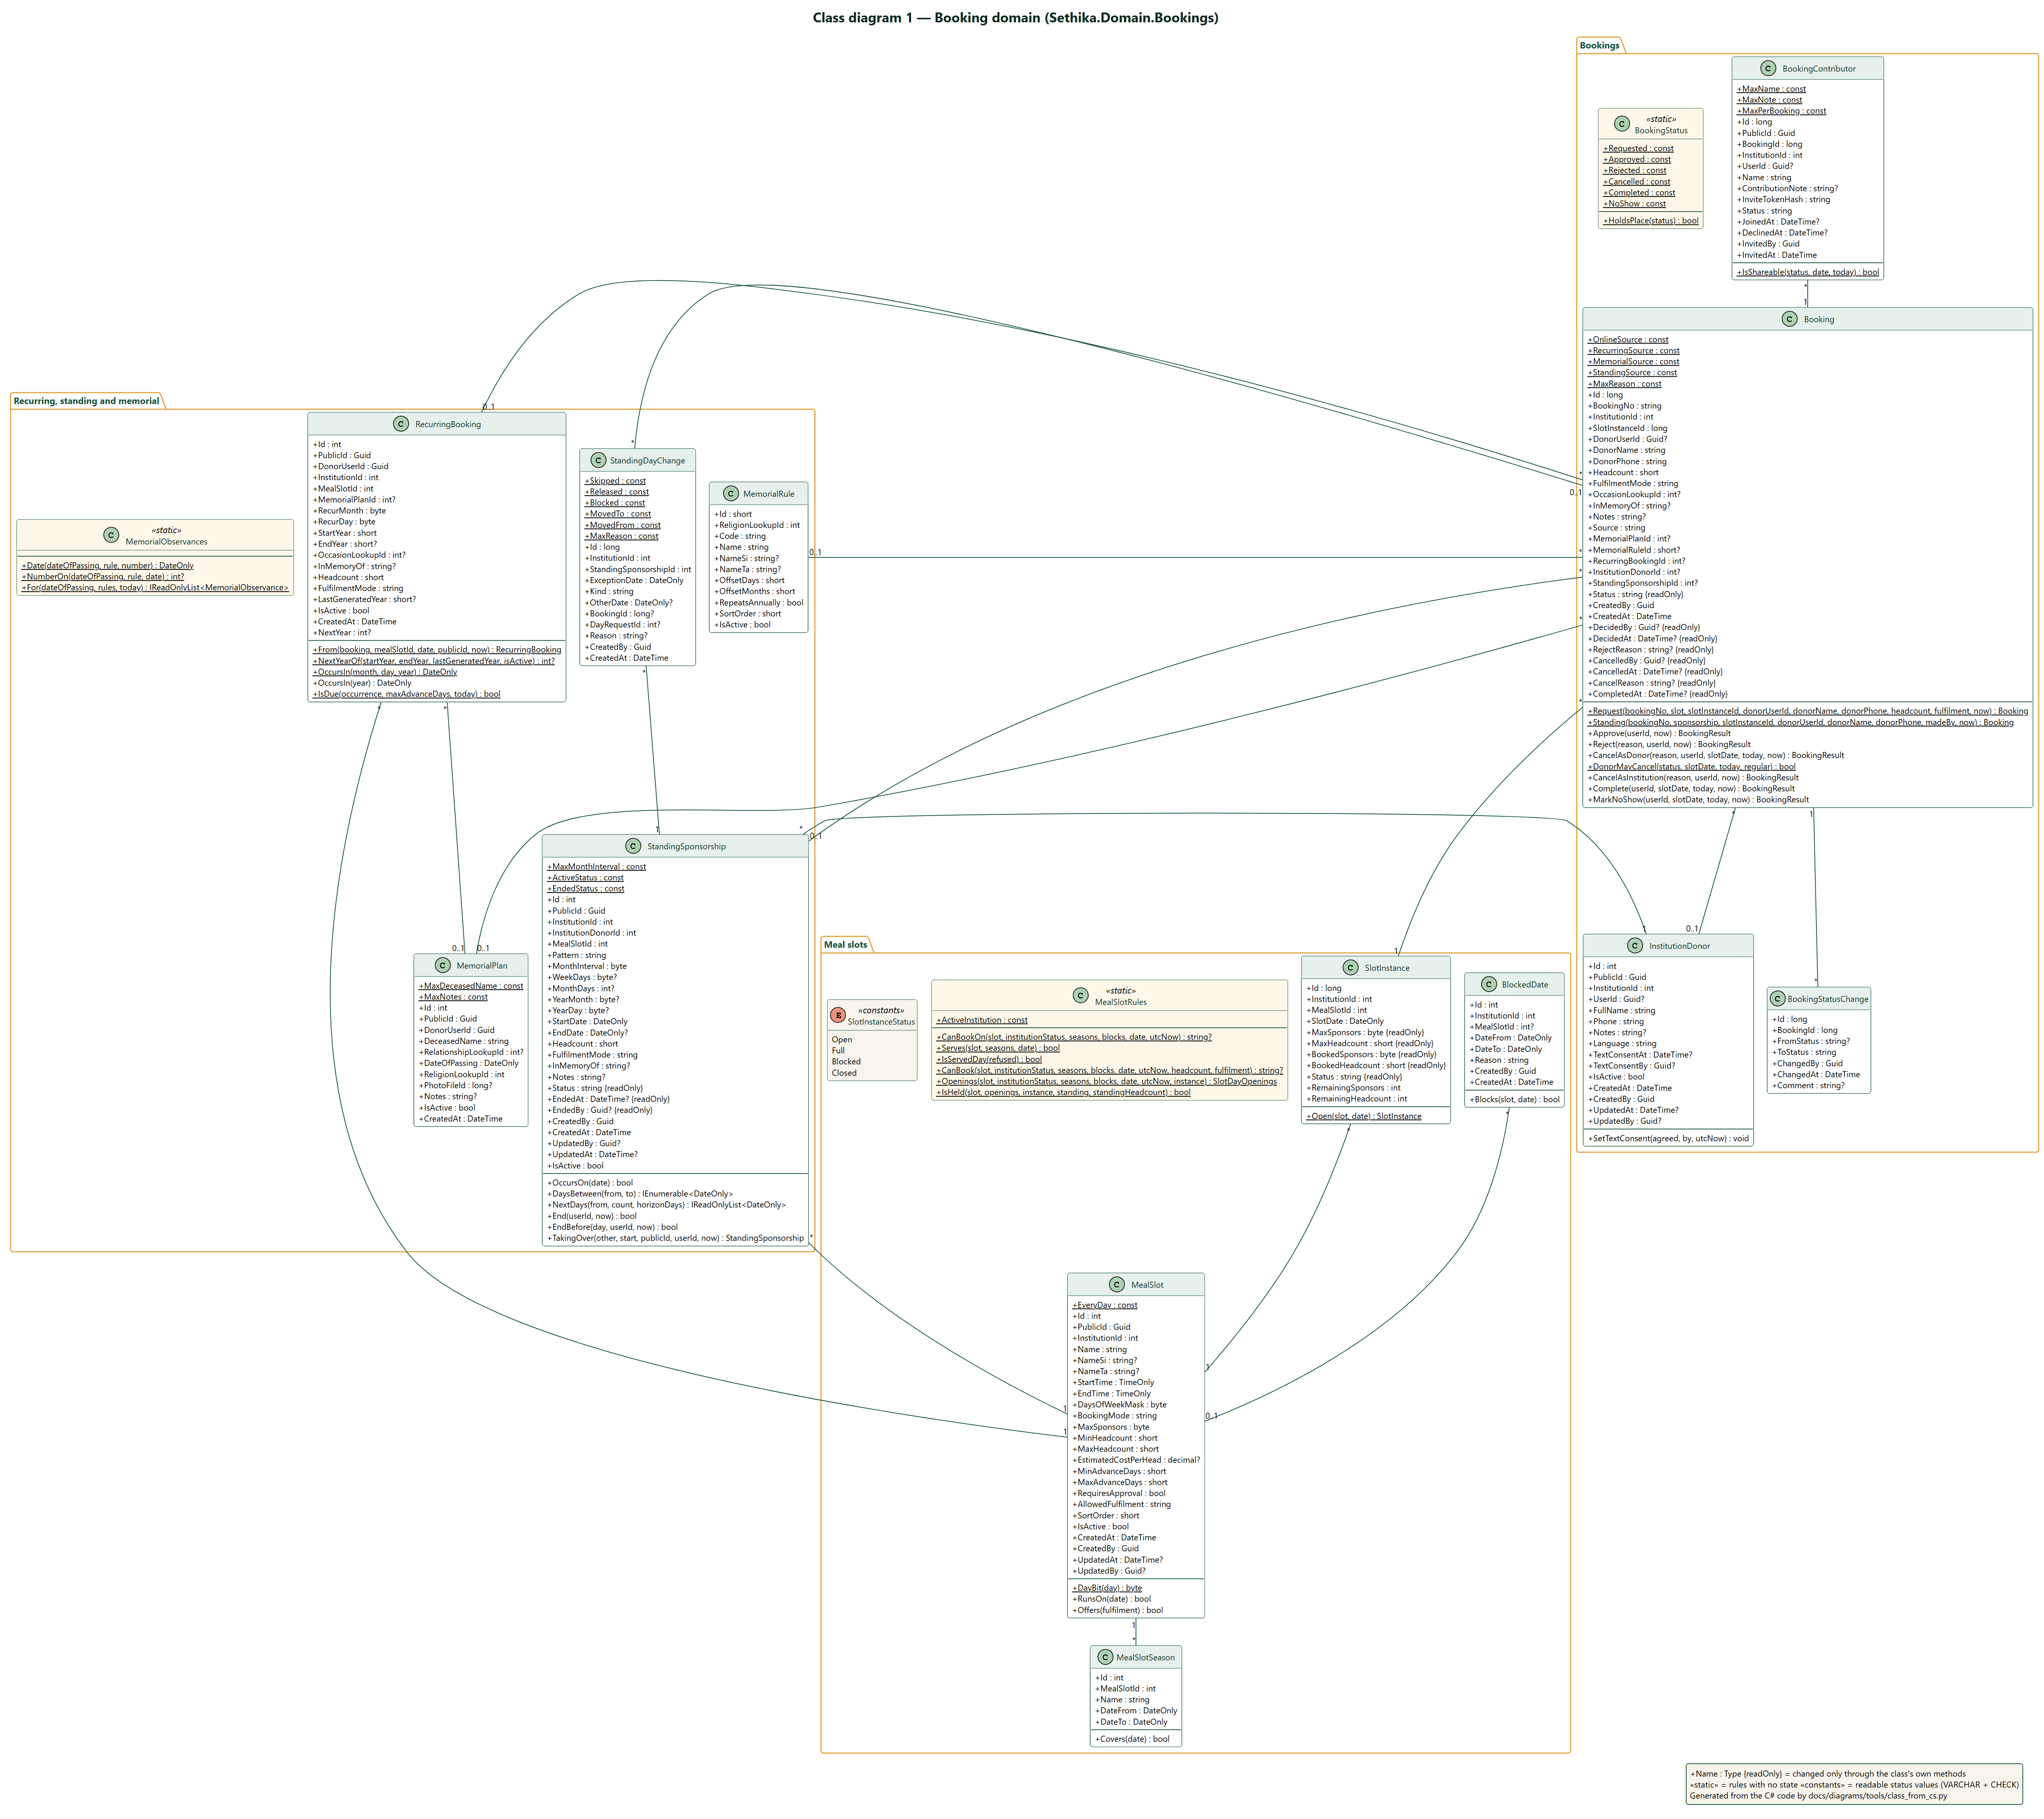 Class diagram 1 — Booking domain (Sethika.Domain.Bookings)
Bookings
BookingContributor
+MaxName : const
+MaxNote : const
+MaxPerBooking : const
+Id : long
+PublicId : Guid
+BookingId : long
+InstitutionId : int
+UserId : Guid?
+Name : string
+ContributionNote : string?
+InviteTokenHash : string
+Status : string
+JoinedAt : DateTime?
+DeclinedAt : DateTime?
+InvitedBy : Guid
+InvitedAt : DateTime
+IsShareable(status, date, today) : bool
«static»
BookingStatus
+Requested : const
+Approved : const
+Rejected : const
+Cancelled : const
+Completed : const
+NoShow : const
+HoldsPlace(status) : bool
*
1
Booking
+OnlineSource : const
+RecurringSource : const
+MemorialSource : const
+StandingSource : const
+MaxReason : const
+Id : long
+BookingNo : string
+InstitutionId : int
+SlotInstanceId : long
+DonorUserId : Guid?
+DonorName : string
+DonorPhone : string
+Headcount : short
+FulfilmentMode : string
+OccasionLookupId : int?
+InMemoryOf : string?
+Notes : string?
+Source : string
+MemorialPlanId : int?
+MemorialRuleId : short?
+RecurringBookingId : int?
+InstitutionDonorId : int?
+StandingSponsorshipId : int?
+Status : string {readOnly}
+CreatedBy : Guid
+CreatedAt : DateTime
+DecidedBy : Guid? {readOnly}
+DecidedAt : DateTime? {readOnly}
+RejectReason : string? {readOnly}
+CancelledBy : Guid? {readOnly}
+CancelledAt : DateTime? {readOnly}
+CancelReason : string? {readOnly}
+CompletedAt : DateTime? {readOnly}
+Request(bookingNo, slot, slotInstanceId, donorUserId, donorName, donorPhone, headcount, fulfilment, now) : Booking
+Standing(bookingNo, sponsorship, slotInstanceId, donorUserId, donorName, donorPhone, madeBy, now) : Booking
+Approve(userId, now) : BookingResult
+Reject(reason, userId, now) : BookingResult
+CancelAsDonor(reason, userId, slotDate, today, now) : BookingResult
+DonorMayCancel(status, slotDate, today, regular) : bool
+CancelAsInstitution(reason, userId, now) : BookingResult
+Complete(userId, slotDate, today, now) : BookingResult
+MarkNoShow(userId, slotDate, today, now) : BookingResult
*
0..1
*
*
*
*
*
1
Recurring, standing and memorial
0..1
RecurringBooking
+Id : int
+PublicId : Guid
+DonorUserId : Guid
+InstitutionId : int
+MealSlotId : int
+MemorialPlanId : int?
+RecurMonth : byte
+RecurDay : byte
+StartYear : short
+EndYear : short?
+OccasionLookupId : int?
+InMemoryOf : string?
+Headcount : short
+FulfilmentMode : string
+LastGeneratedYear : short?
+IsActive : bool
+CreatedAt : DateTime
+NextYear : int?
+From(booking, mealSlotId, date, publicId, now) : RecurringBooking
+NextYearOf(startYear, endYear, lastGeneratedYear, isActive) : int?
+OccursIn(month, day, year) : DateOnly
+OccursIn(year) : DateOnly
+IsDue(occurrence, maxAdvanceDays, today) : bool
*
*
*
StandingDayChange
+Skipped : const
+Released : const
+Blocked : const
+MovedTo : const
+MovedFrom : const
+MaxReason : const
+Id : long
+InstitutionId : int
+StandingSponsorshipId : int
+ExceptionDate : DateOnly
+Kind : string
+OtherDate : DateOnly?
+BookingId : long?
+DayRequestId : int?
+Reason : string?
+CreatedBy : Guid
+CreatedAt : DateTime
*
MemorialRule
+Id : short
+ReligionLookupId : int
+Code : string
+Name : string
+NameSi : string?
+NameTa : string?
+OffsetDays : short
+OffsetMonths : short
+RepeatsAnnually : bool
+SortOrder : short
+IsActive : bool
0..1
«static»
MemorialObservances
+Date(dateOfPassing, rule, number) : DateOnly
+NumberOn(dateOfPassing, rule, date) : int?
+For(dateOfPassing, rules, today) : IReadOnlyList<MemorialObservance>
1
*
0..1
StandingSponsorship
+MaxMonthInterval : const
+ActiveStatus : const
+EndedStatus : const
+Id : int
+PublicId : Guid
+InstitutionId : int
+InstitutionDonorId : int
+MealSlotId : int
+Pattern : string
+MonthInterval : byte
+WeekDays : byte?
+MonthDays : int?
+YearMonth : byte?
+YearDay : byte?
+StartDate : DateOnly
+EndDate : DateOnly?
+Headcount : short
+FulfilmentMode : string
+InMemoryOf : string?
+Notes : string?
+Status : string {readOnly}
+EndedAt : DateTime? {readOnly}
+EndedBy : Guid? {readOnly}
+CreatedBy : Guid
+CreatedAt : DateTime
+UpdatedBy : Guid?
+UpdatedAt : DateTime?
+IsActive : bool
+OccursOn(date) : bool
+DaysBetween(from, to) : IEnumerable<DateOnly>
+NextDays(from, count, horizonDays) : IReadOnlyList<DateOnly>
+End(userId, now) : bool
+EndBefore(day, userId, now) : bool
+TakingOver(other, start, publicId, userId, now) : StandingSponsorship
*
0..1
0..1
MemorialPlan
+MaxDeceasedName : const
+MaxNotes : const
+Id : int
+PublicId : Guid
+DonorUserId : Guid
+DeceasedName : string
+RelationshipLookupId : int?
+DateOfPassing : DateOnly
+ReligionLookupId : int
+PhotoFileId : long?
+Notes : string?
+IsActive : bool
+CreatedAt : DateTime
Meal slots
«constants»
SlotInstanceStatus
Open
Full
Blocked
Closed
«static»
MealSlotRules
+ActiveInstitution : const
+CanBookOn(slot, institutionStatus, seasons, blocks, date, utcNow) : string?
+Serves(slot, seasons, date) : bool
+IsServedDay(refused) : bool
+CanBook(slot, institutionStatus, seasons, blocks, date, utcNow, headcount, fulfilment) : string?
+Openings(slot, institutionStatus, seasons, blocks, date, utcNow, instance) : SlotDayOpenings
+IsHeld(slot, openings, instance, standing, standingHeadcount) : bool
1
SlotInstance
+Id : long
+InstitutionId : int
+MealSlotId : int
+SlotDate : DateOnly
+MaxSponsors : byte {readOnly}
+MaxHeadcount : short {readOnly}
+BookedSponsors : byte {readOnly}
+BookedHeadcount : short {readOnly}
+Status : string {readOnly}
+RemainingSponsors : int
+RemainingHeadcount : int
+Open(slot, date) : SlotInstance
*
BlockedDate
+Id : int
+InstitutionId : int
+MealSlotId : int?
+DateFrom : DateOnly
+DateTo : DateOnly
+Reason : string
+CreatedBy : Guid
+CreatedAt : DateTime
+Blocks(slot, date) : bool
*
1
0..1
InstitutionDonor
+Id : int
+PublicId : Guid
+InstitutionId : int
+UserId : Guid?
+FullName : string
+Phone : string
+Notes : string?
+Language : string
+TextConsentAt : DateTime?
+TextConsentBy : Guid?
+IsActive : bool
+CreatedAt : DateTime
+CreatedBy : Guid
+UpdatedAt : DateTime?
+UpdatedBy : Guid?
+SetTextConsent(agreed, by, utcNow) : void
*
BookingStatusChange
+Id : long
+BookingId : long
+FromStatus : string?
+ToStatus : string
+ChangedBy : Guid
+ChangedAt : DateTime
+Comment : string?
MealSlot
+EveryDay : const
+Id : int
+PublicId : Guid
+InstitutionId : int
+Name : string
+NameSi : string?
+NameTa : string?
+StartTime : TimeOnly
+EndTime : TimeOnly
+DaysOfWeekMask : byte
+BookingMode : string
+MaxSponsors : byte
+MinHeadcount : short
+MaxHeadcount : short
+EstimatedCostPerHead : decimal?
+MinAdvanceDays : short
+MaxAdvanceDays : short
+RequiresApproval : bool
+AllowedFulfilment : string
+SortOrder : short
+IsActive : bool
+CreatedAt : DateTime
+CreatedBy : Guid
+UpdatedAt : DateTime?
+UpdatedBy : Guid?
+DayBit(day) : byte
+RunsOn(date) : bool
+Offers(fulfilment) : bool
1
1
1
0..1
1
*
MealSlotSeason
+Id : int
+MealSlotId : int
+Name : string
+DateFrom : DateOnly
+DateTo : DateOnly
+Covers(date) : bool
+Name : Type {readOnly} = changed only through the class's own methods
«static» = rules with no state «constants» = readable status values (VARCHAR + CHECK)
Generated from the C# code by docs/diagrams/tools/class_from_cs.py